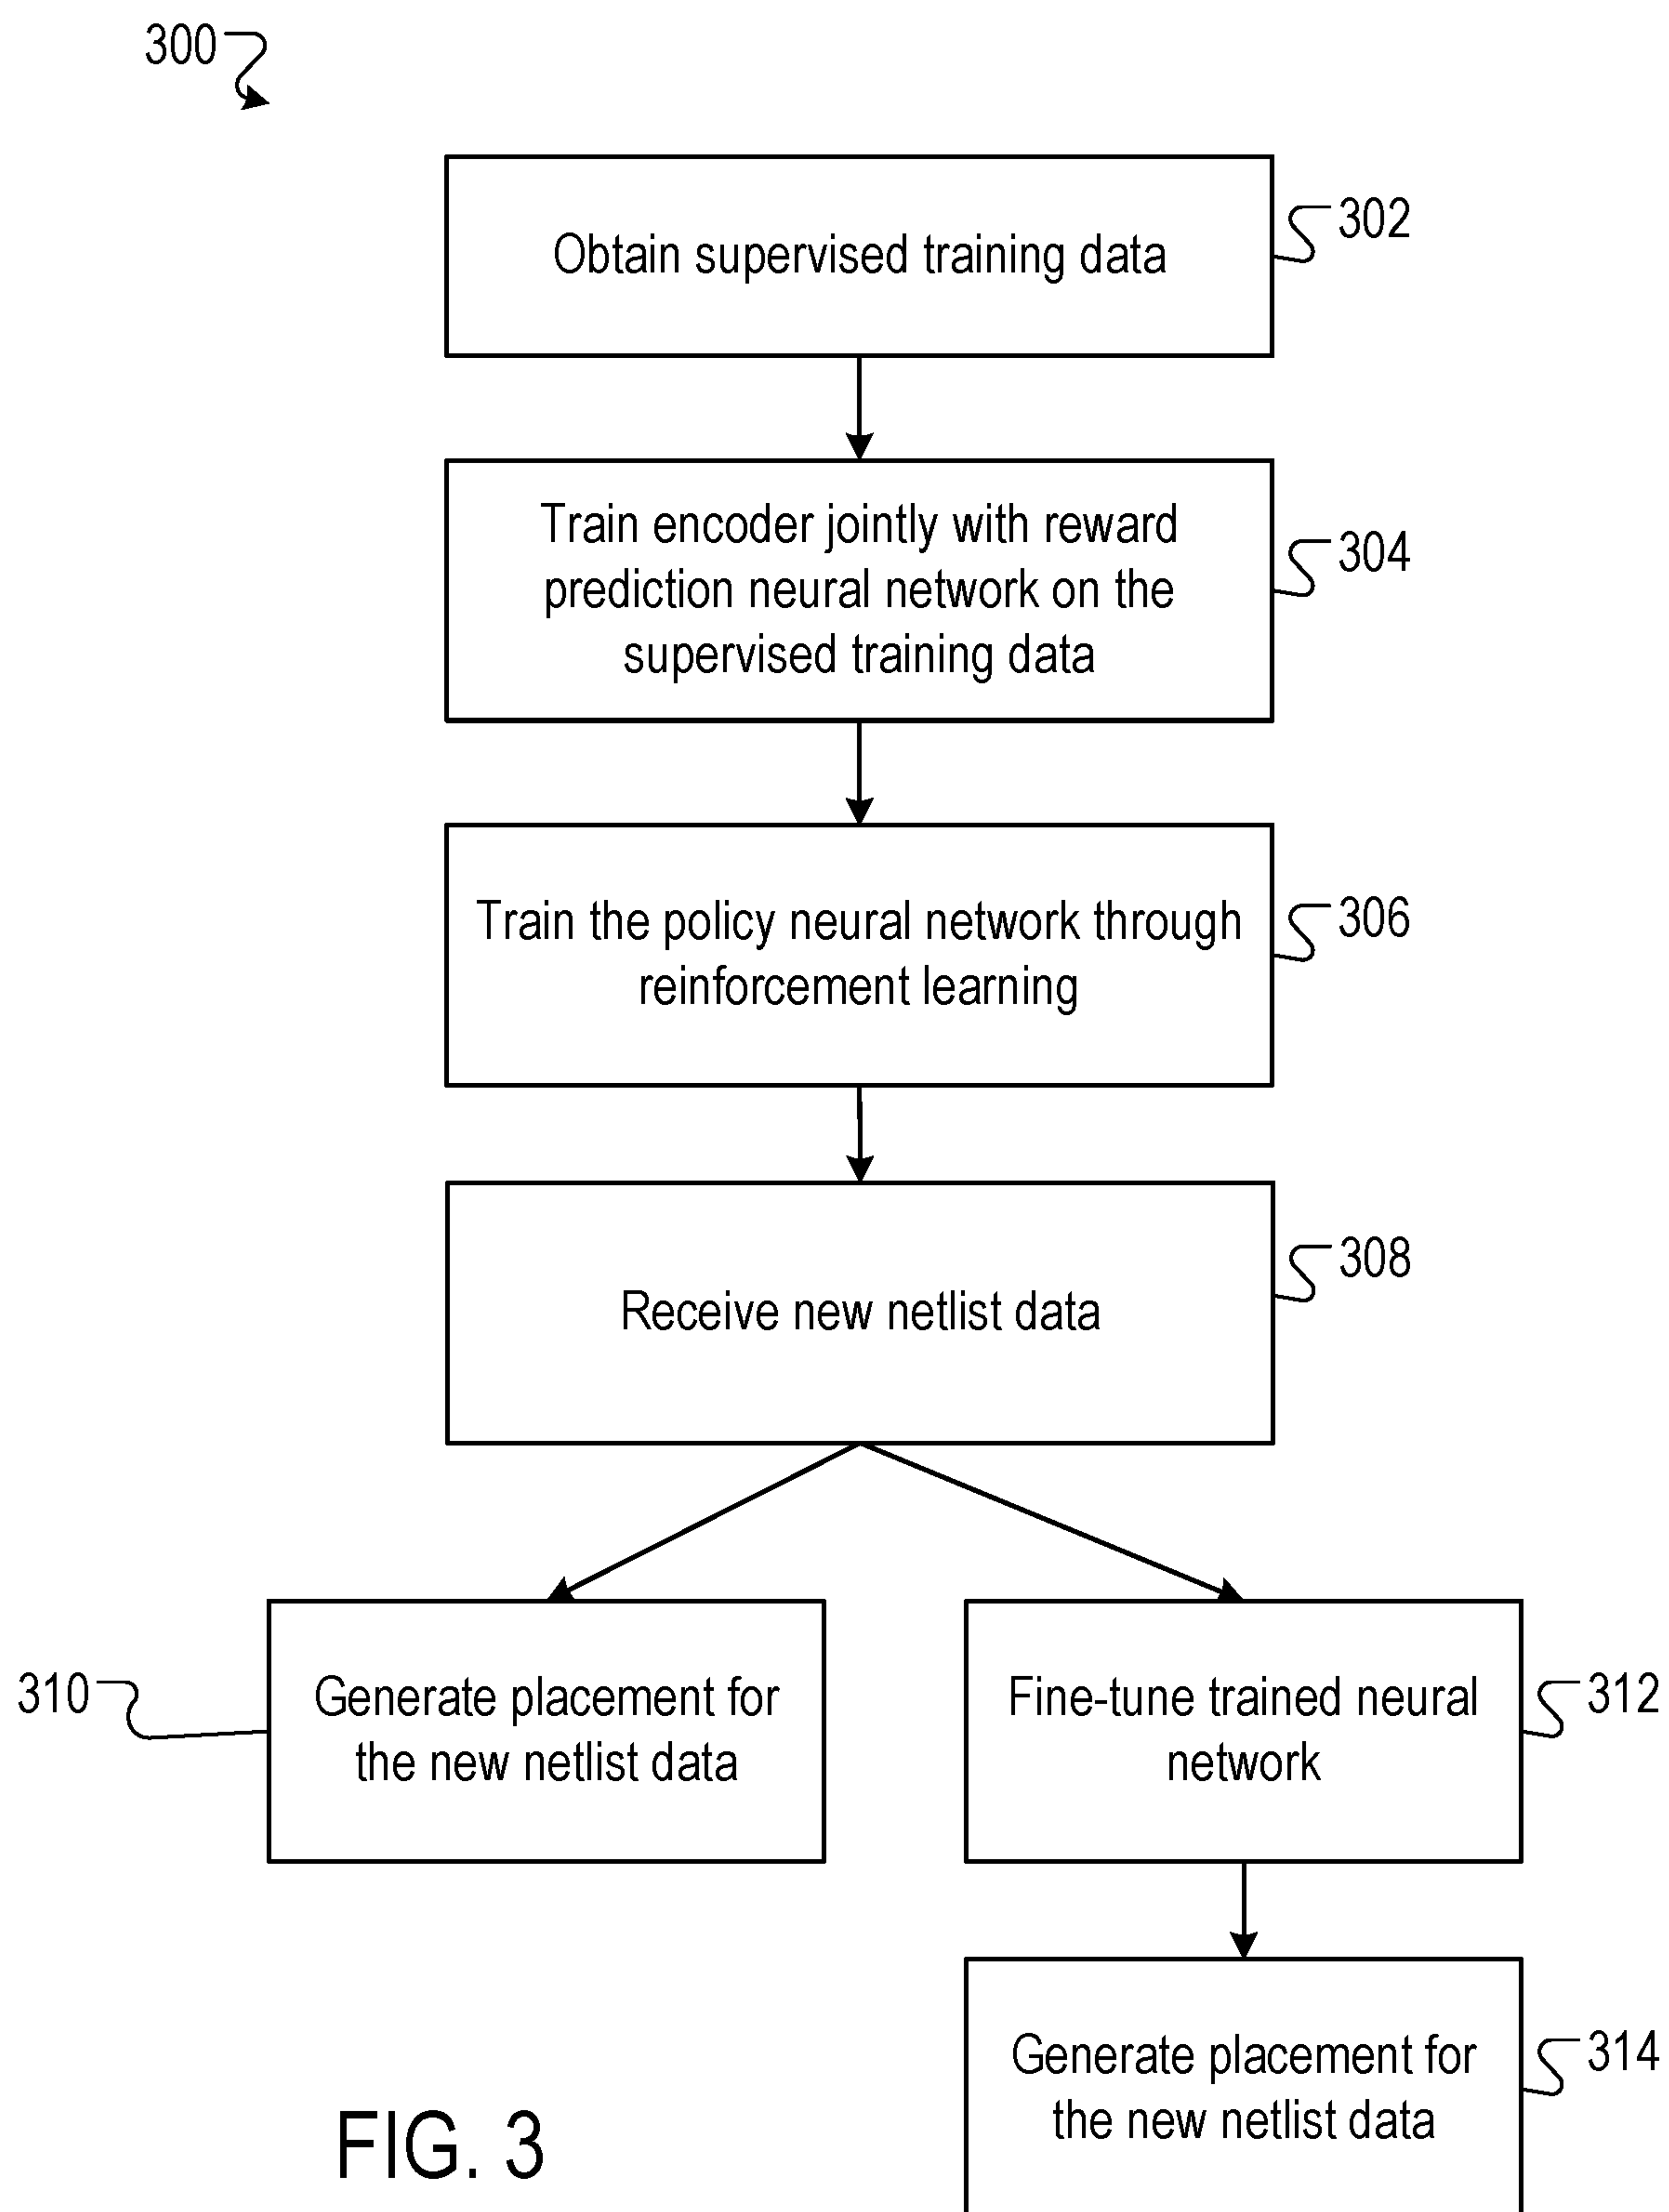 300
Obtain supervised training data
302
Train encoder jointly with reward
prediction neural network on the
supervised training data
304
Train the policy neural network through
reinforcement learning
306
Receive new netlist data
308
310
Generate placement for
the new netlist data
Fine-tune trained neural
network
312
Generate placement for
the new netlist data
314
FIG. 3